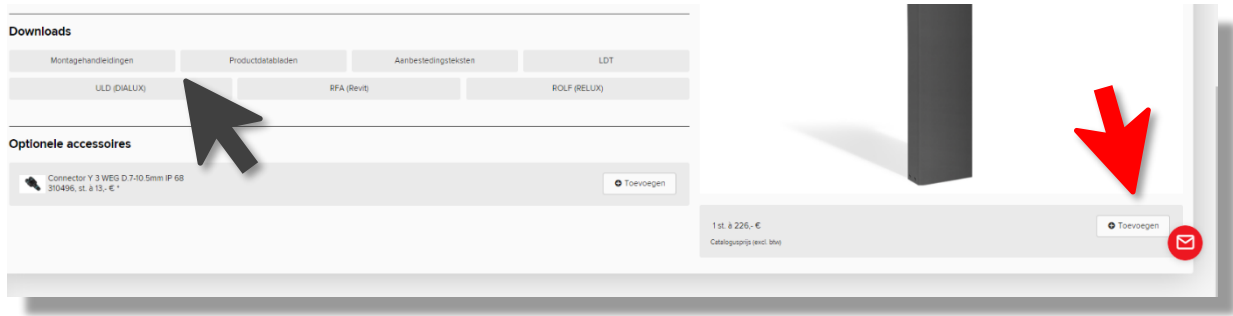 Downloads
Montagehandleidingen
Productdatabladen
Aanbestedingsteksten
LDT
ULD (DIALUX)
RFA (Revit)
ROLF (RELUX)
Optionele accessoires
Connector Y 3 WEG D.7-10.5mm IP 68
310496, st. à 13,- € *
Toevoegen
1 st. à 226,- €
Catalogusprijs (excl. btw)
Toevoegen